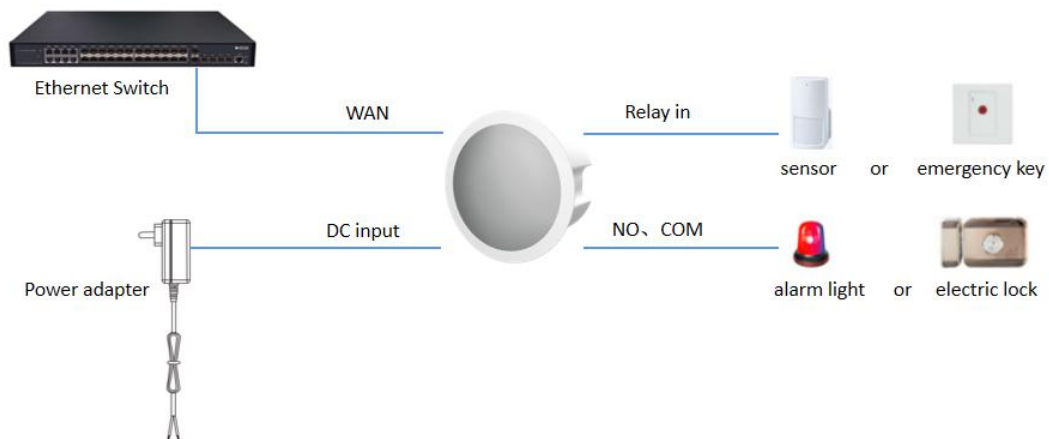 Ethernet Switch
WAN
Relay in
sensor or emergency key
DC input
NO、COM
Power adapter
alarm light or electric lock